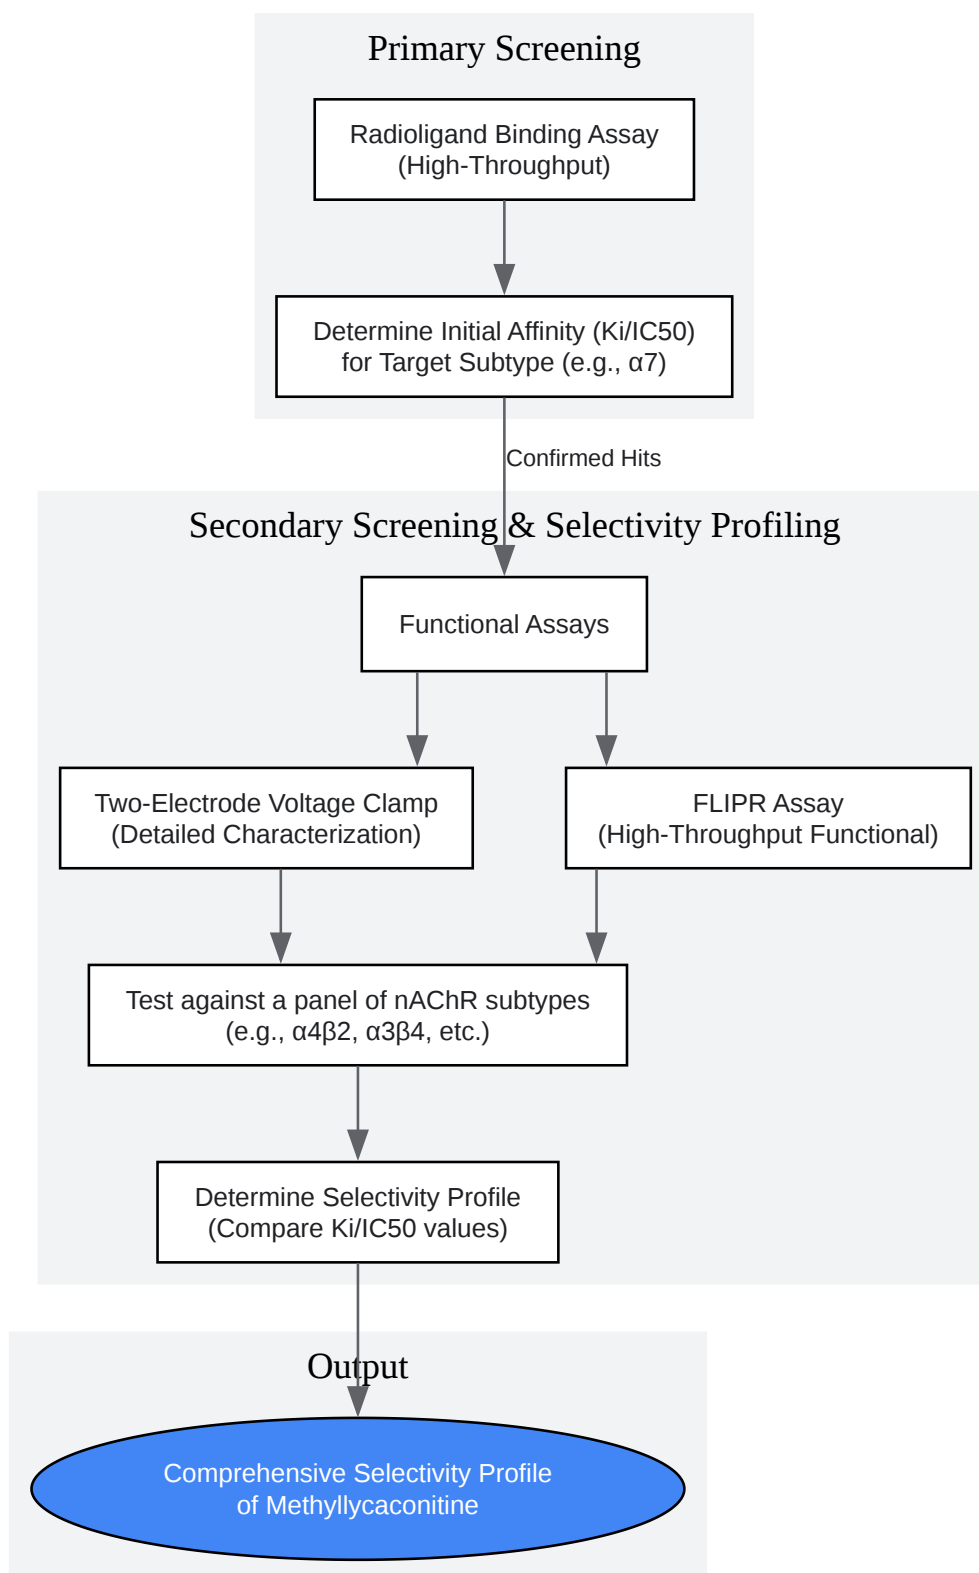 Primary Screening
Radioligand Binding Assay
(High-Throughput)
Determine Initial Affinity (Ki/IC50)
for Target Subtype (e.g., α7)
Confirmed Hits
Secondary Screening & Selectivity Profiling
Functional Assays
Two-Electrode Voltage Clamp
(Detailed Characterization)
FLIPR Assay
(High-Throughput Functional)
Test against a panel of nAChR subtypes
(e.g., α4β2, α3β4, etc.)
Determine Selectivity Profile
(Compare Ki/IC50 values)
Output
Comprehensive Selectivity Profile
of Methyllycaconitine